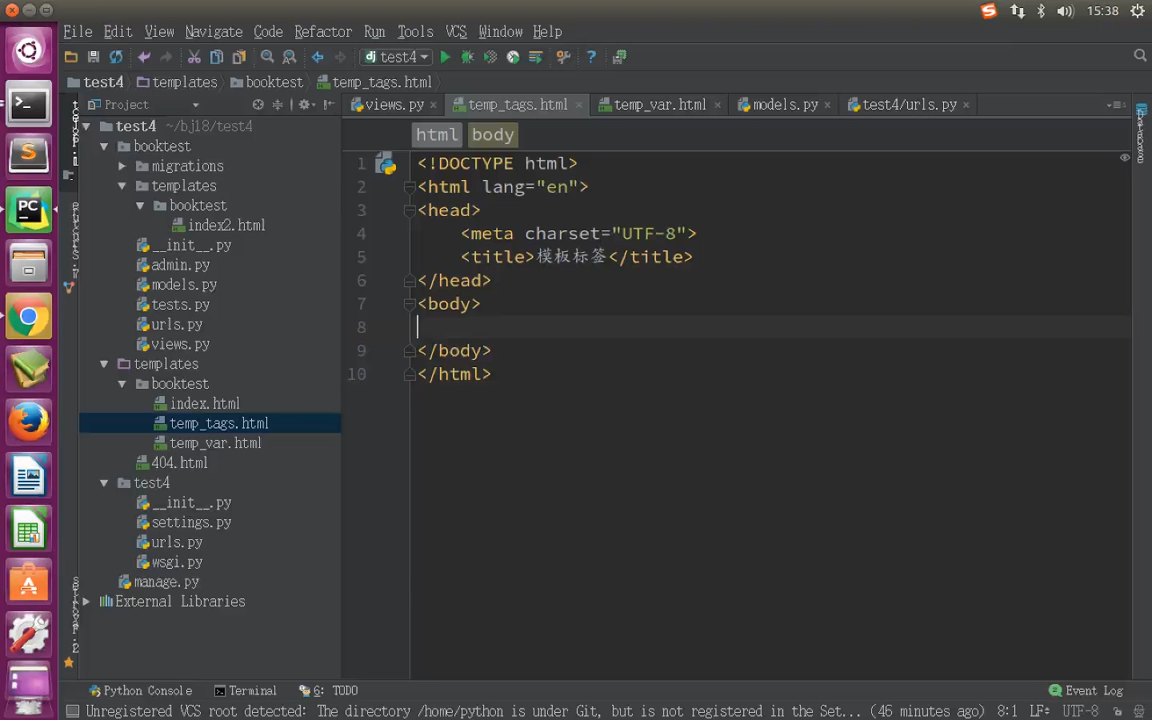 15:38
File Edit View Navigate Code Refactor Run Tools VCS Window Help
test4
test4 templates booktest temp_tags.html
Project
views.py temp_tags.html temp_var.html models.py test4/urls.py
html body
test4 ~/bj18/test4
booktest
migrations
templates
booktest
index2.html
__init__.py
admin.py
models.py
tests.py
urls.py
views.py
templates
booktest
index.html
temp_tags.html
temp_var.html
404.html
test4
__init__.py
settings.py
urls.py
wsgi.py
manage.py
External Libraries
1 <!DOCTYPE html>
2 <html lang="en">
3 <head>
4 <meta charset="UTF-8">
5 <title>模板标签</title>
6 </head>
7 <body>
8
9 </body>
10 </html>
Python Console Terminal 6: TODO Event Log
Unregistered VCS root detected: The directory /home/python is under Git, but is not registered in the Set... (46 minutes ago) 8:1 LF÷ UTF-8